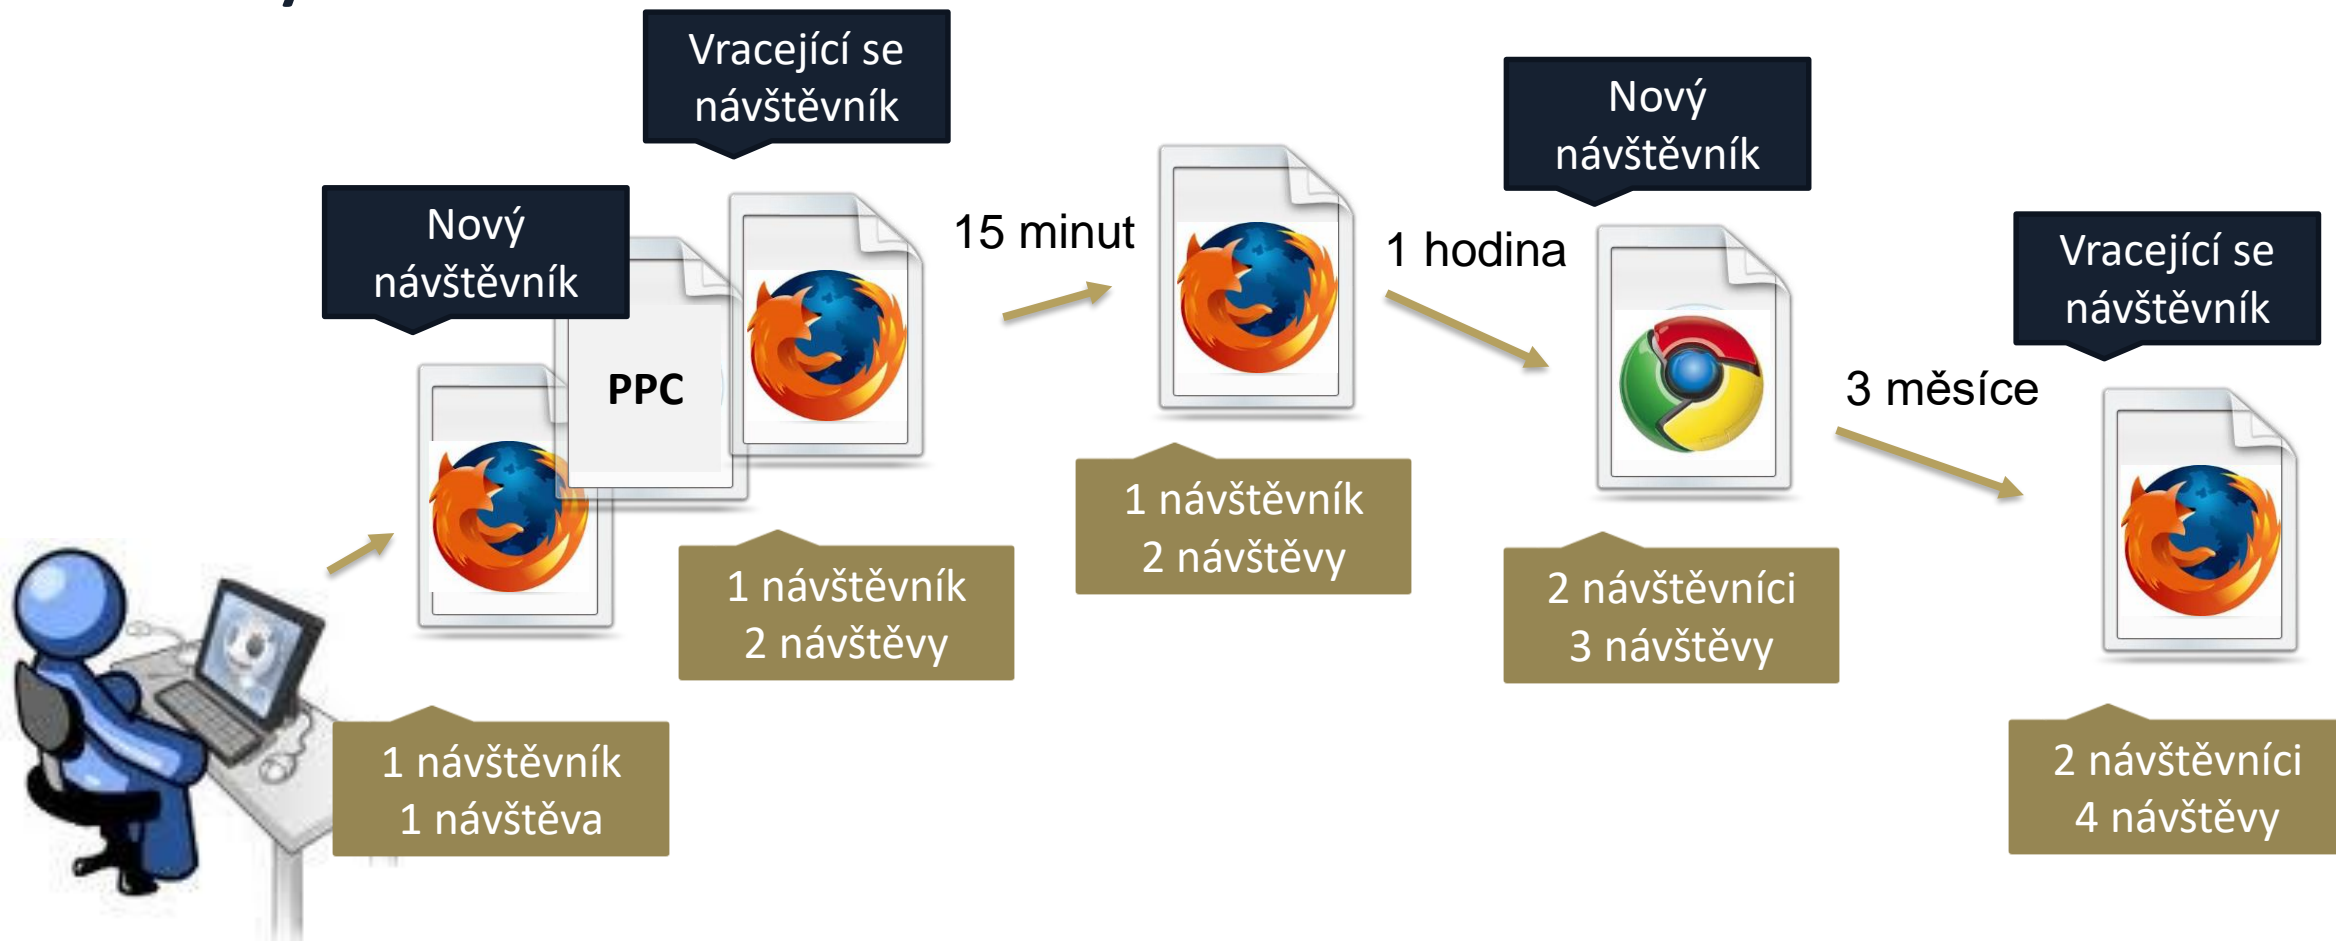 Vracející se
návštěvník
Nový
návštěvník
PPC
15 minut
1 hodina
Nový
návštěvník
3 měsíce
Vracející se
návštěvník
1 návštěvník
1 návštěva
1 návštěvník
2 návštěvy
1 návštěvník
2 návštěvy
2 návštěvníci
3 návštěvy
2 návštěvníci
4 návštěvy